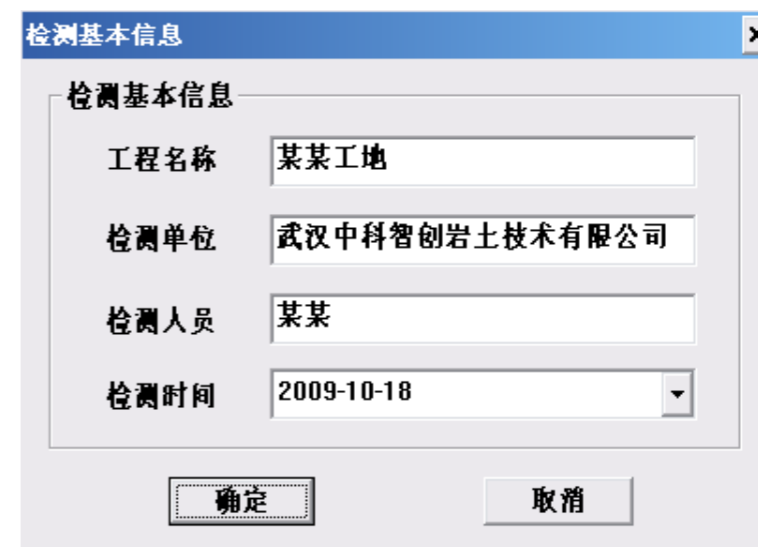 检测基本信息
检测基本信息
工程名称 某某工地
检测单位 武汉中科智创岩土技术有限公司
检测人员 某某
检测时间 2009-10-18
确定 取消